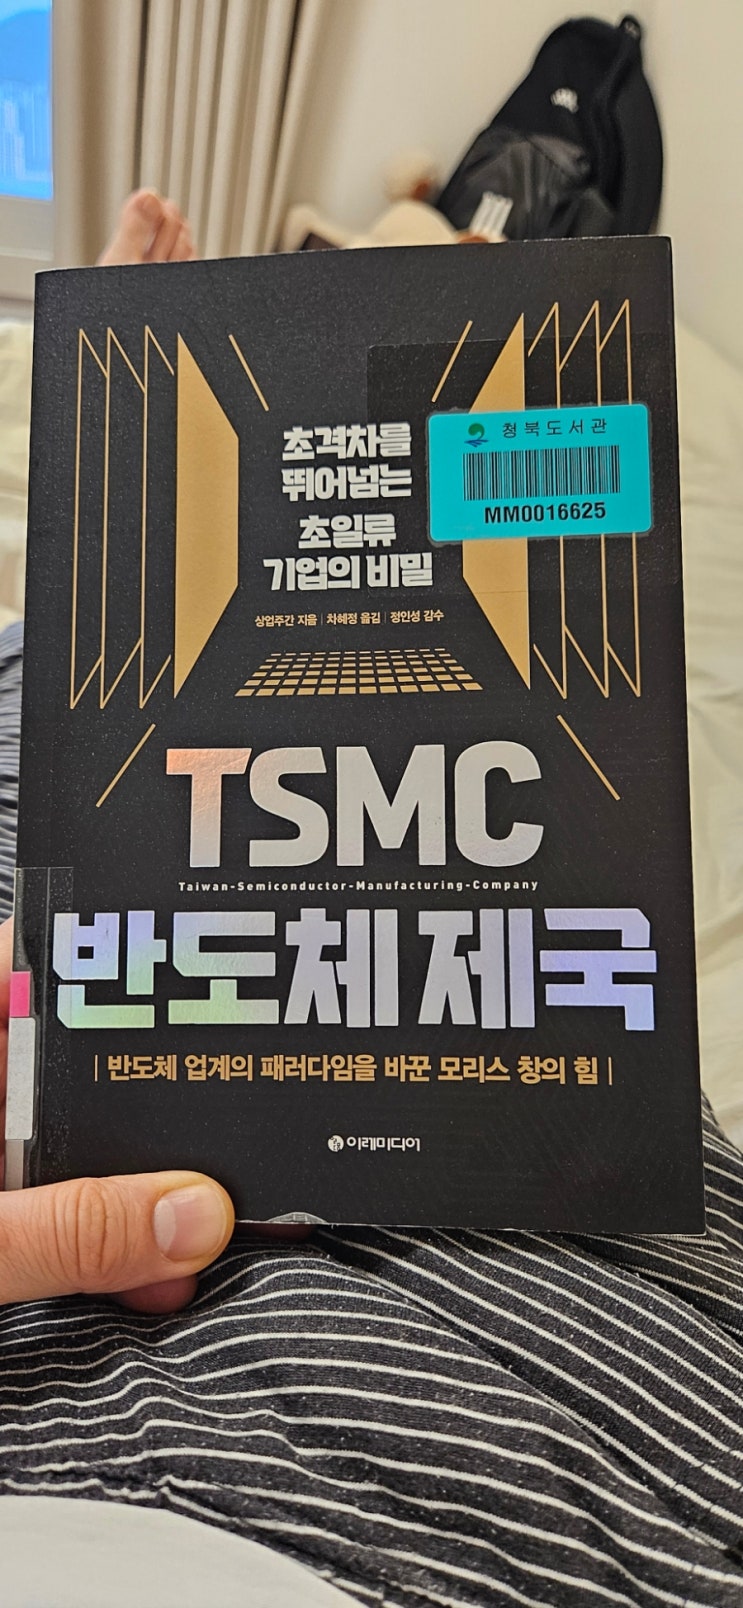 초격차를
뛰어넘는
초일류
기업의 비밀
청북도서관
MM0016625
상업주간 지음 | 차혜정 옮김 | 정인성 감수
TSMC
Taiwan-Semiconductor-Manufacturing-Company
반도체 제국
| 반도체 업계의 패러다임을 바꾼 모리스 창의 힘 |
이레미디어